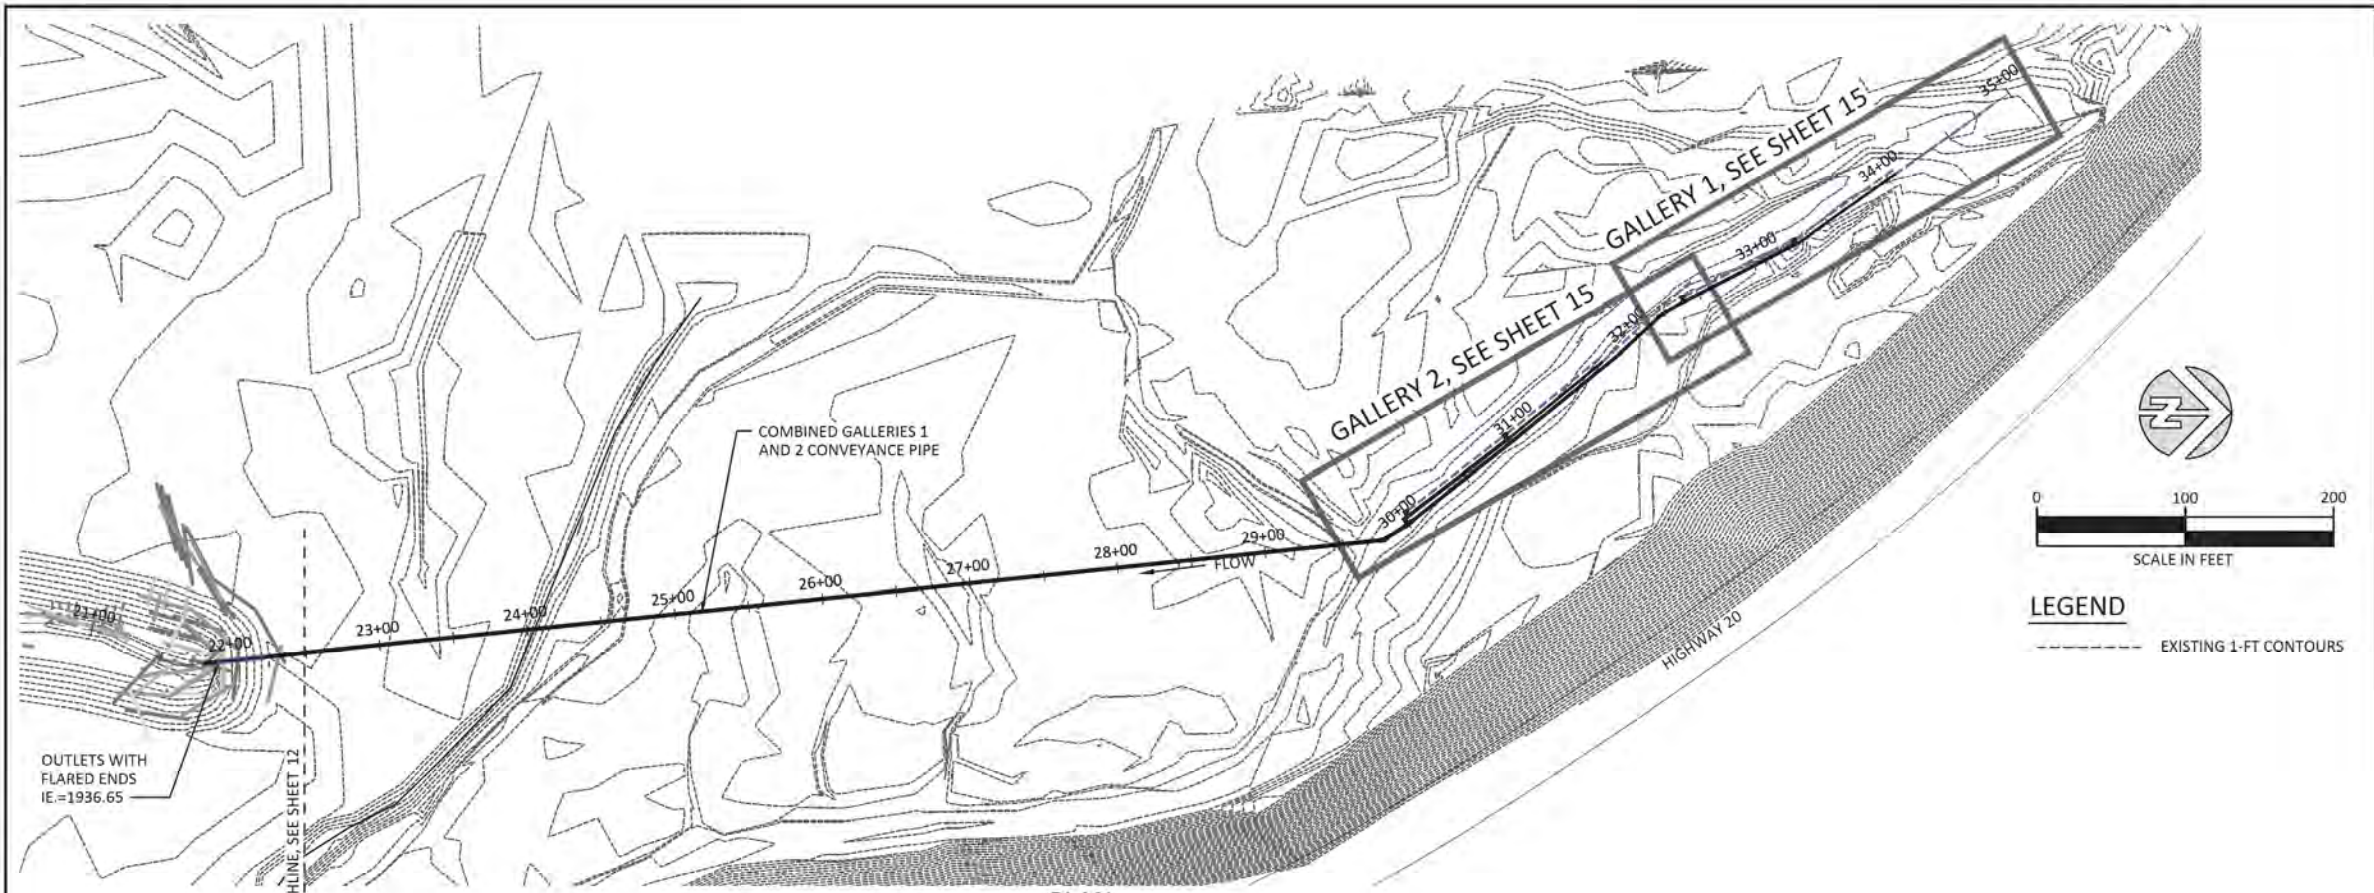 35+00
GALLERY 1, SEE SHEET 15
34+00
33+00
GALLERY 2, SEE SHEET 15
32+00
31+00
30+00
COMBINED GALLERIES 1
AND 2 CONVEYANCE PIPE
29+00
28+00
FLOW
27+00
26+00
25+00
24+00
23+00
22+00
21+00
OUTLETS WITH
FLARED ENDS
IE.=1936.65
HLINE, SEE SHEET 12
HIGHWAY 20
Z
0 100 200
SCALE IN FEET
LEGEND
EXISTING 1-FT CONTOURS